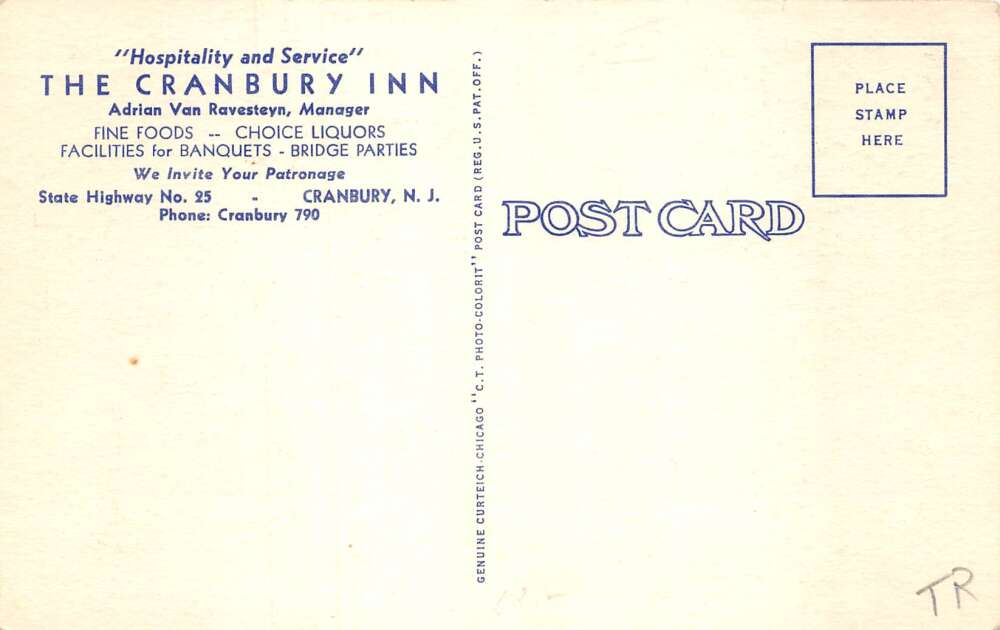 "Hospitality and Service"
THE CRANBURY INN
Adrian Van Ravesteyn, Manager
FINE FOODS -- CHOICE LIQUORS
FACILITIES for BANQUETS - BRIDGE PARTIES
We Invite Your Patronage
State Highway No. 25 - CRANBURY, N. J.
Phone: Cranbury 790
GENUINE CURTEICH-CHICAGO "C.T. PHOTO-COLORIT" POST CARD (REG. U.S. PAT. OFF.)
POST CARD
PLACE
STAMP
HERE
TR